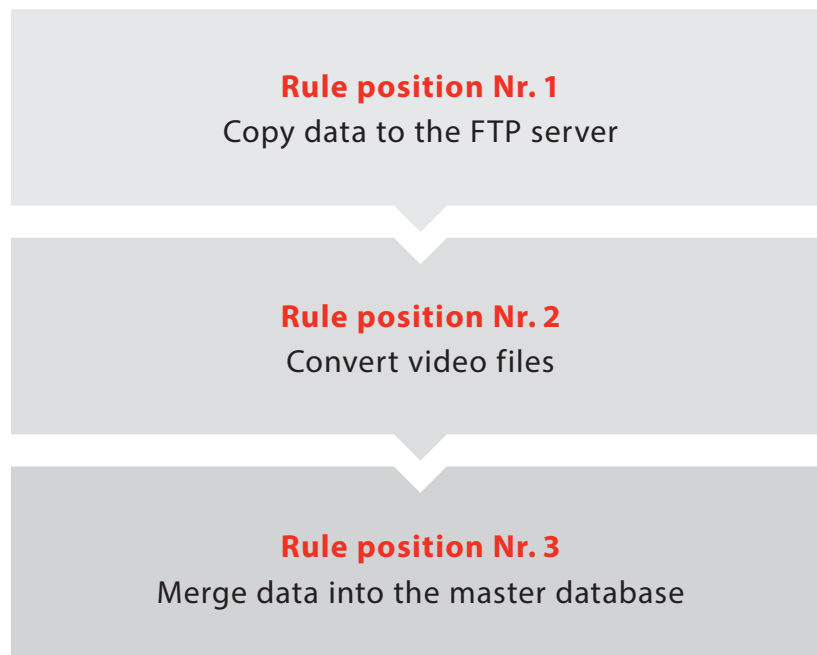 Rule position Nr. 1
Copy data to the FTP server
Rule position Nr. 2
Convert video files
Rule position Nr. 3
Merge data into the master database